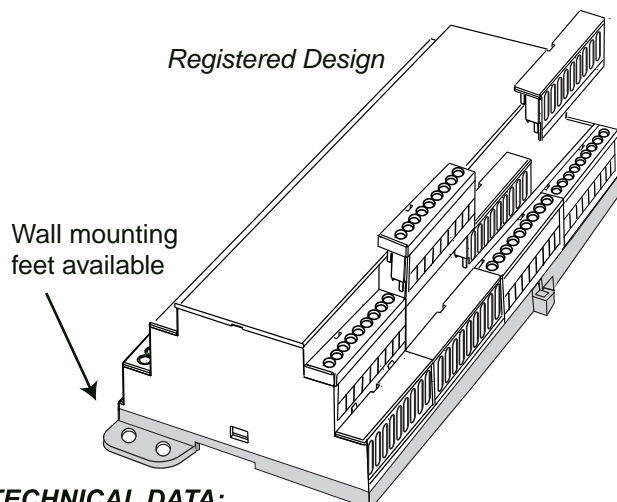 Registered Design
Wall mounting
feet available
TECHNICAL DATA: